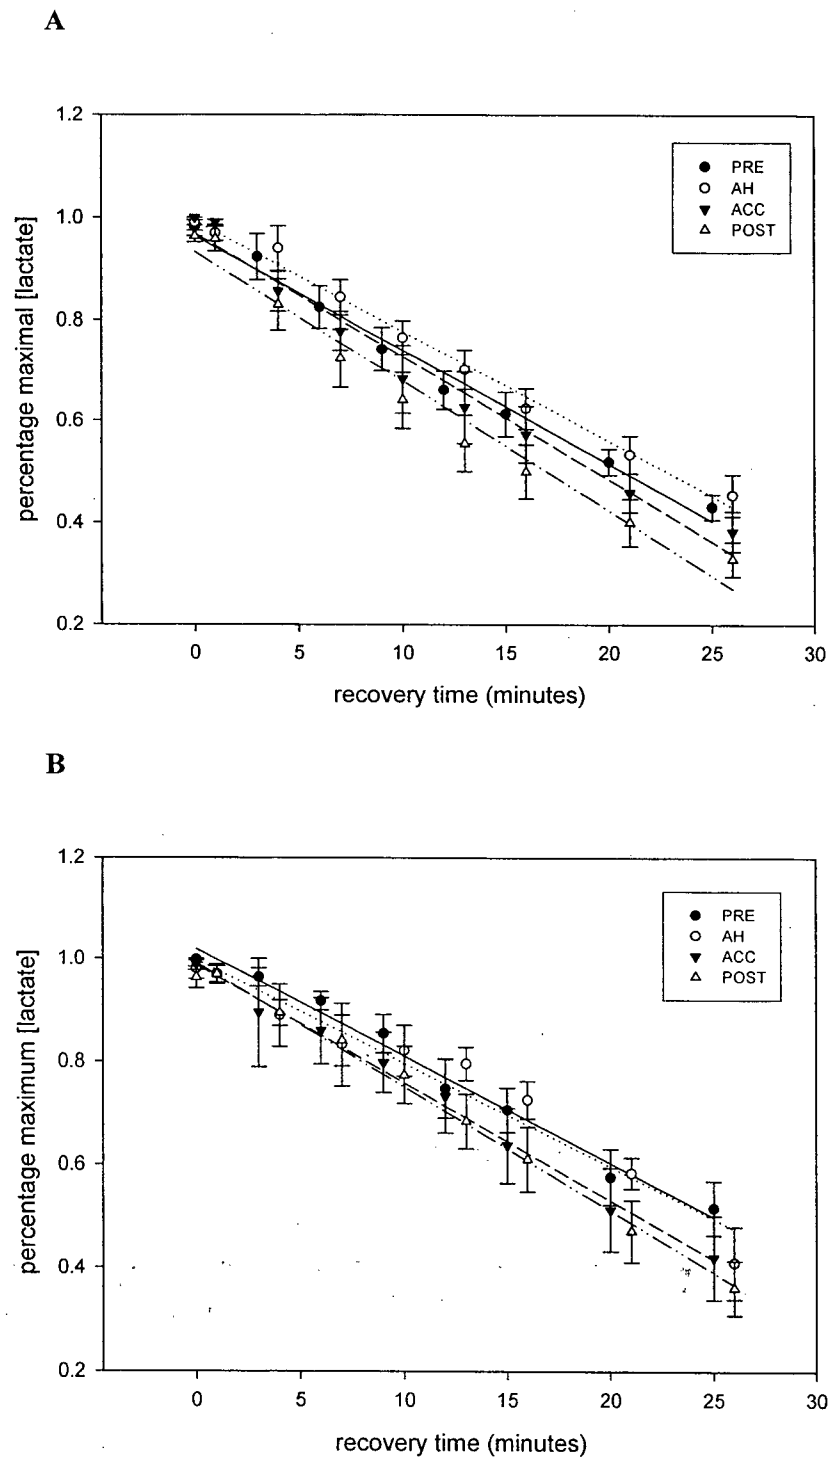 A
1.2
1.0
0.8
0.6
0.4
0.2
percentage maximal [lactate]
PRE
AH
ACC
POST
0 5 10 15 20 25 30
recovery time (minutes)
B
1.2
1.0
0.8
0.6
0.4
0.2
percentage maximum [lactate]
PRE
AH
ACC
POST
0 5 10 15 20 25 30
recovery time (minutes)